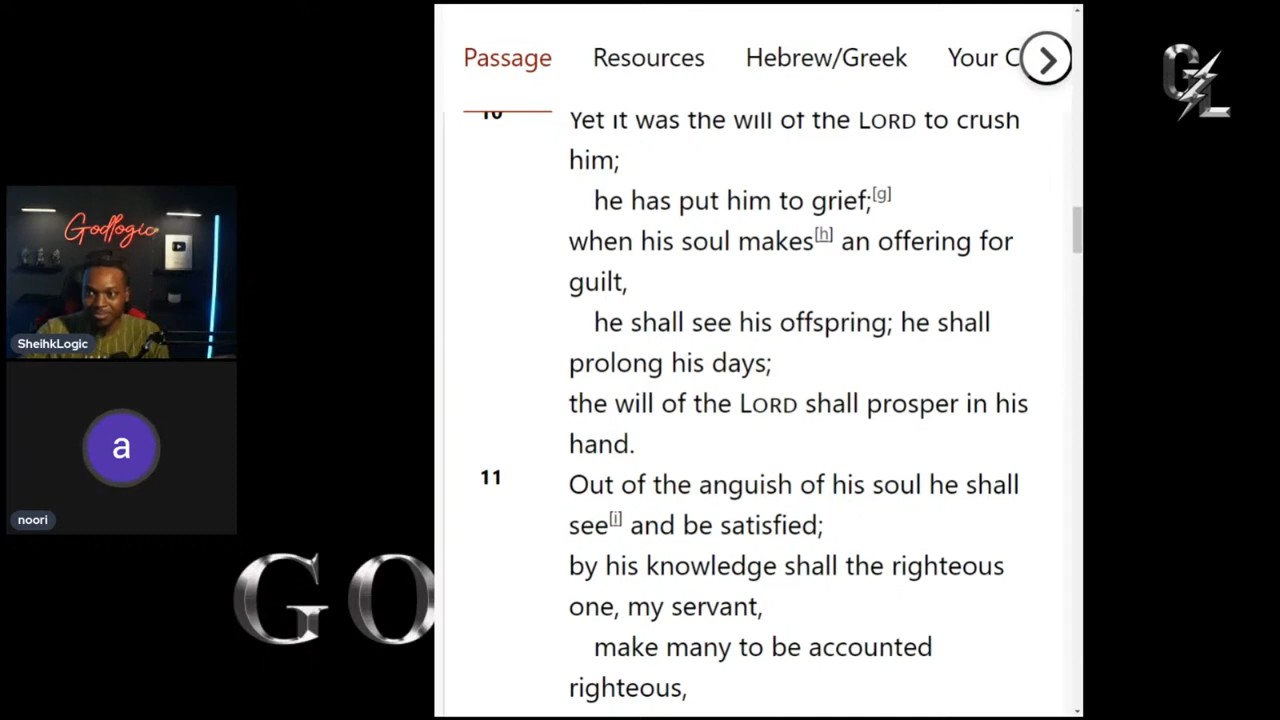 Passage Resources Hebrew/Greek Your C
10
Yet it was the will of the LORD to crush
him;
he has put him to grief;[g]
when his soul makes[h] an offering for
guilt,
he shall see his offspring; he shall
prolong his days;
the will of the LORD shall prosper in his
hand.
11 Out of the anguish of his soul he shall
see[i] and be satisfied;
by his knowledge shall the righteous
one, my servant,
make many to be accounted
righteous,
Godlogic
SheihkLogic
a
noori
GO
GL